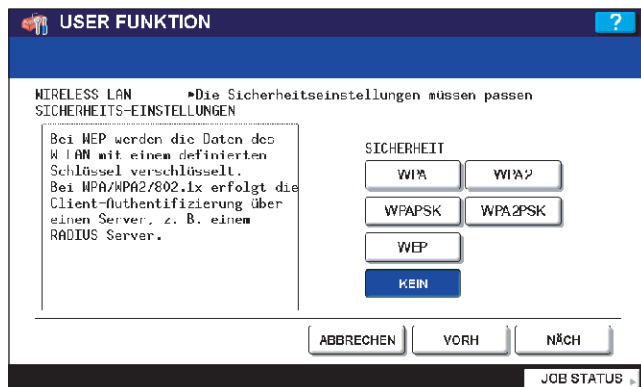 USER FUNKTION
?
WIRELESS LAN ►Die Sicherheitseinstellungen müssen passen
SICHERHEITS-EINSTELLUNGEN
Bei WEP werden die Daten des
W LAN mit einem definierten
Schlüssel verschlüsselt.
Bei WPA/WPA2/802.1x erfolgt die
Client-Authentifizierung über
einen Server, z. B. einem
RADIUS Server.
SICHERHEIT
WPA WPA2
WPAPSK WPA2PSK
WEP
KEIN
ABBRECHEN VORH NÄCH
JOB STATUS